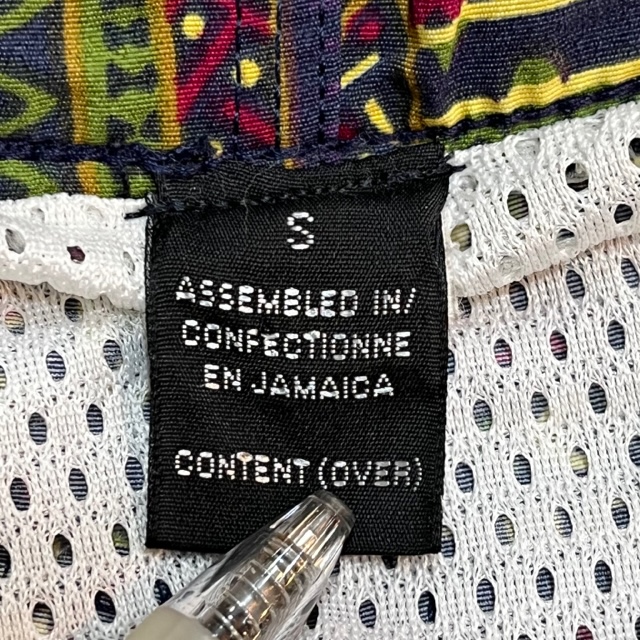 S
ASSEMBLED IN/
CONFECTIONNE
EN JAMAICA
CONTENT (OVER)